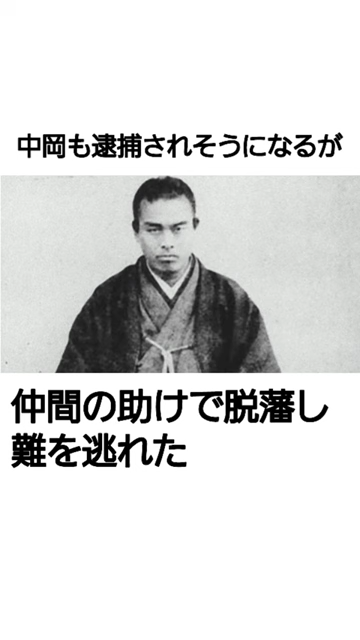 中岡も逮捕されそうになるが
仲間の助けで脱藩し
難を逃れた